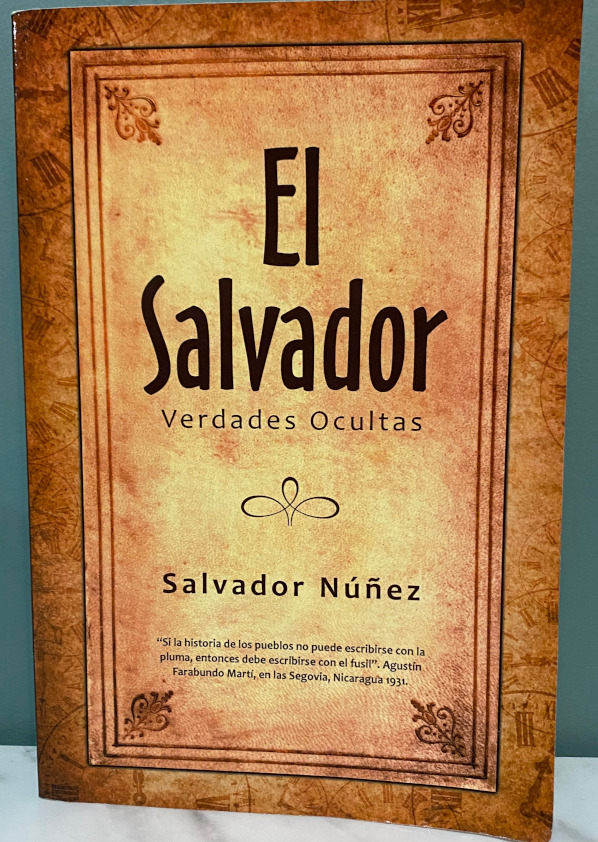 El
Salvador
Verdades Ocultas
Salvador Núñez
“Si la historia de los pueblos no puede escribirse con la
pluma, entonces debe escribirse con el fusil”. Agustín
Farabundo Martí, en las Segovia, Nicaragua 1931.